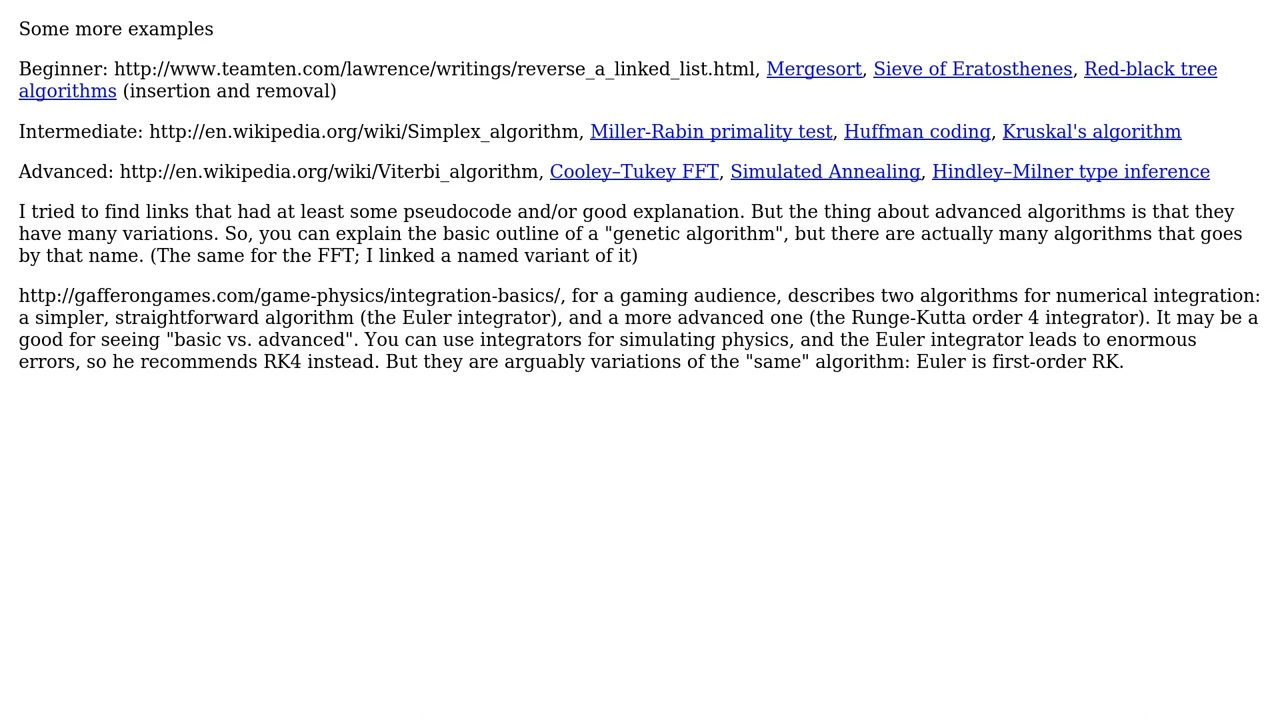 Some more examples
Beginner: http://www.teamten.com/lawrence/writings/reverse_a_linked_list.html, Mergesort, Sieve of Eratosthenes, Red-black tree
algorithms (insertion and removal)
Intermediate: http://en.wikipedia.org/wiki/Simplex_algorithm, Miller-Rabin primality test, Huffman coding, Kruskal's algorithm
Advanced: http://en.wikipedia.org/wiki/Viterbi_algorithm, Cooley–Tukey FFT, Simulated Annealing, Hindley–Milner type inference
I tried to find links that had at least some pseudocode and/or good explanation. But the thing about advanced algorithms is that they
have many variations. So, you can explain the basic outline of a "genetic algorithm", but there are actually many algorithms that goes
by that name. (The same for the FFT; I linked a named variant of it)
http://gafferongames.com/game-physics/integration-basics/, for a gaming audience, describes two algorithms for numerical integration:
a simpler, straightforward algorithm (the Euler integrator), and a more advanced one (the Runge-Kutta order 4 integrator). It may be a
good for seeing "basic vs. advanced". You can use integrators for simulating physics, and the Euler integrator leads to enormous
errors, so he recommends RK4 instead. But they are arguably variations of the "same" algorithm: Euler is first-order RK.